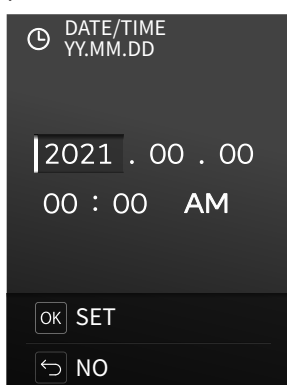 DATE/TIME
YY.MM.DD
2021 . 00 . 00
00 : 00 AM
OK SET
NO